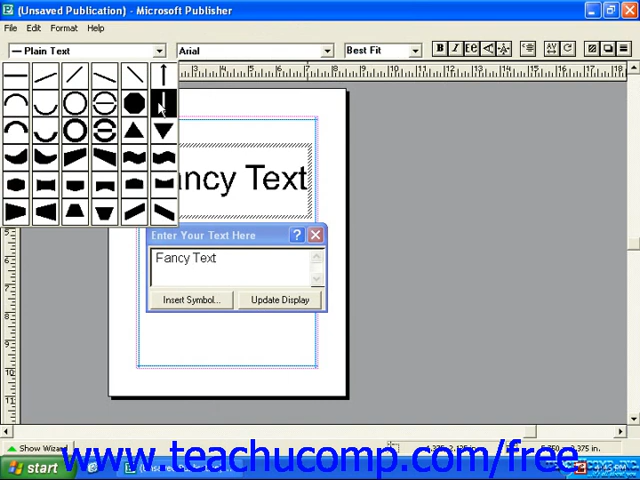 (Unsaved Publication) - Microsoft Publisher
File Edit Format Help
Plain Text Arial Best Fit B I
Fancy Text
Enter Your Text Here
Fancy Text
Insert Symbol... Update Display
Show Wizard
start
www.teachucomp.com/free